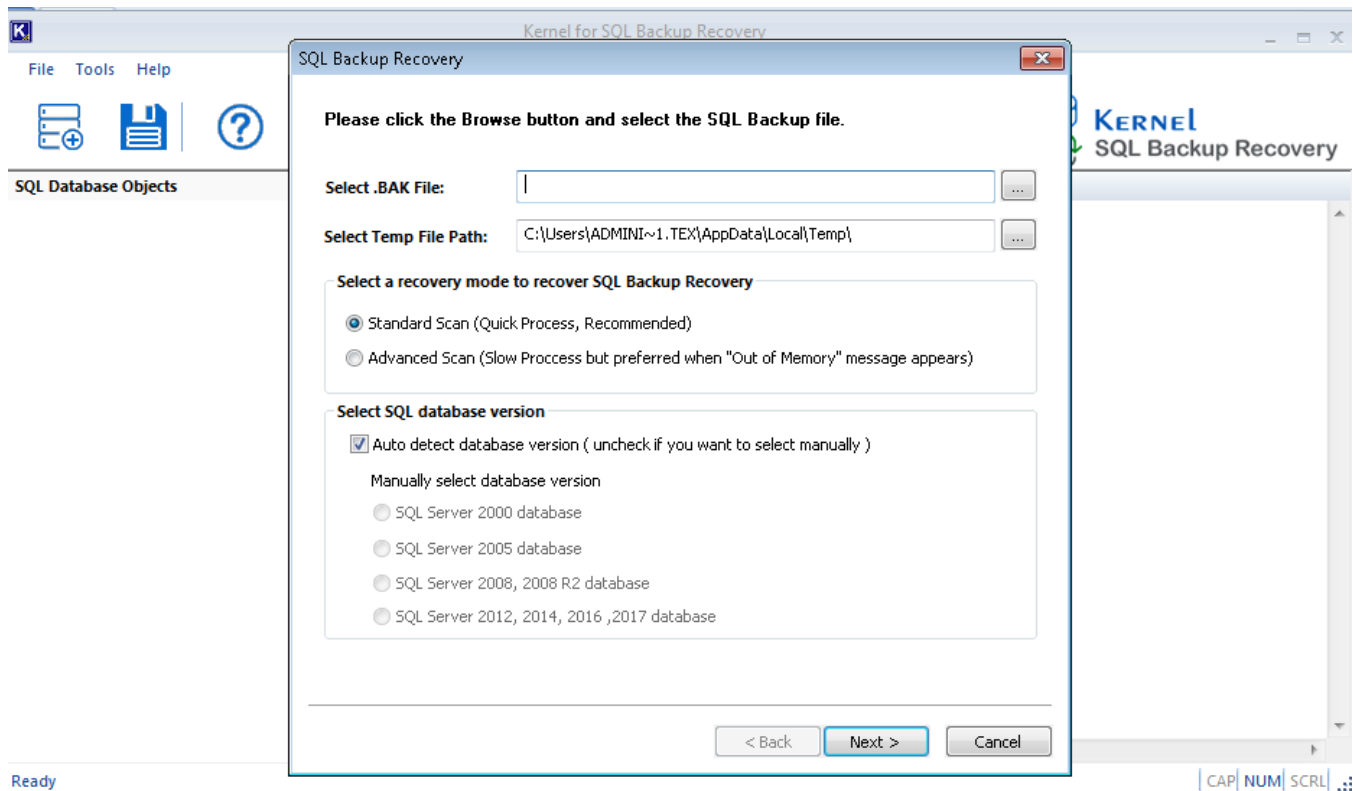 Kernel for SQL Backup Recovery
File Tools Help
KERNEL
SQL Backup Recovery
SQL Database Objects
SQL Backup Recovery
Please click the Browse button and select the SQL Backup file.
Select .BAK File:
...
Select Temp File Path:
C:\Users\ADMINI~1.TEX\AppData\Local\Temp\
...
Select a recovery mode to recover SQL Backup Recovery
Standard Scan (Quick Process, Recommended)
Advanced Scan (Slow Proccess but preferred when "Out of Memory" message appears)
Select SQL database version
Auto detect database version ( uncheck if you want to select manually )
Manually select database version
SQL Server 2000 database
SQL Server 2005 database
SQL Server 2008, 2008 R2 database
SQL Server 2012, 2014, 2016 ,2017 database
< Back Next > Cancel
Ready
CAP NUM SCRL